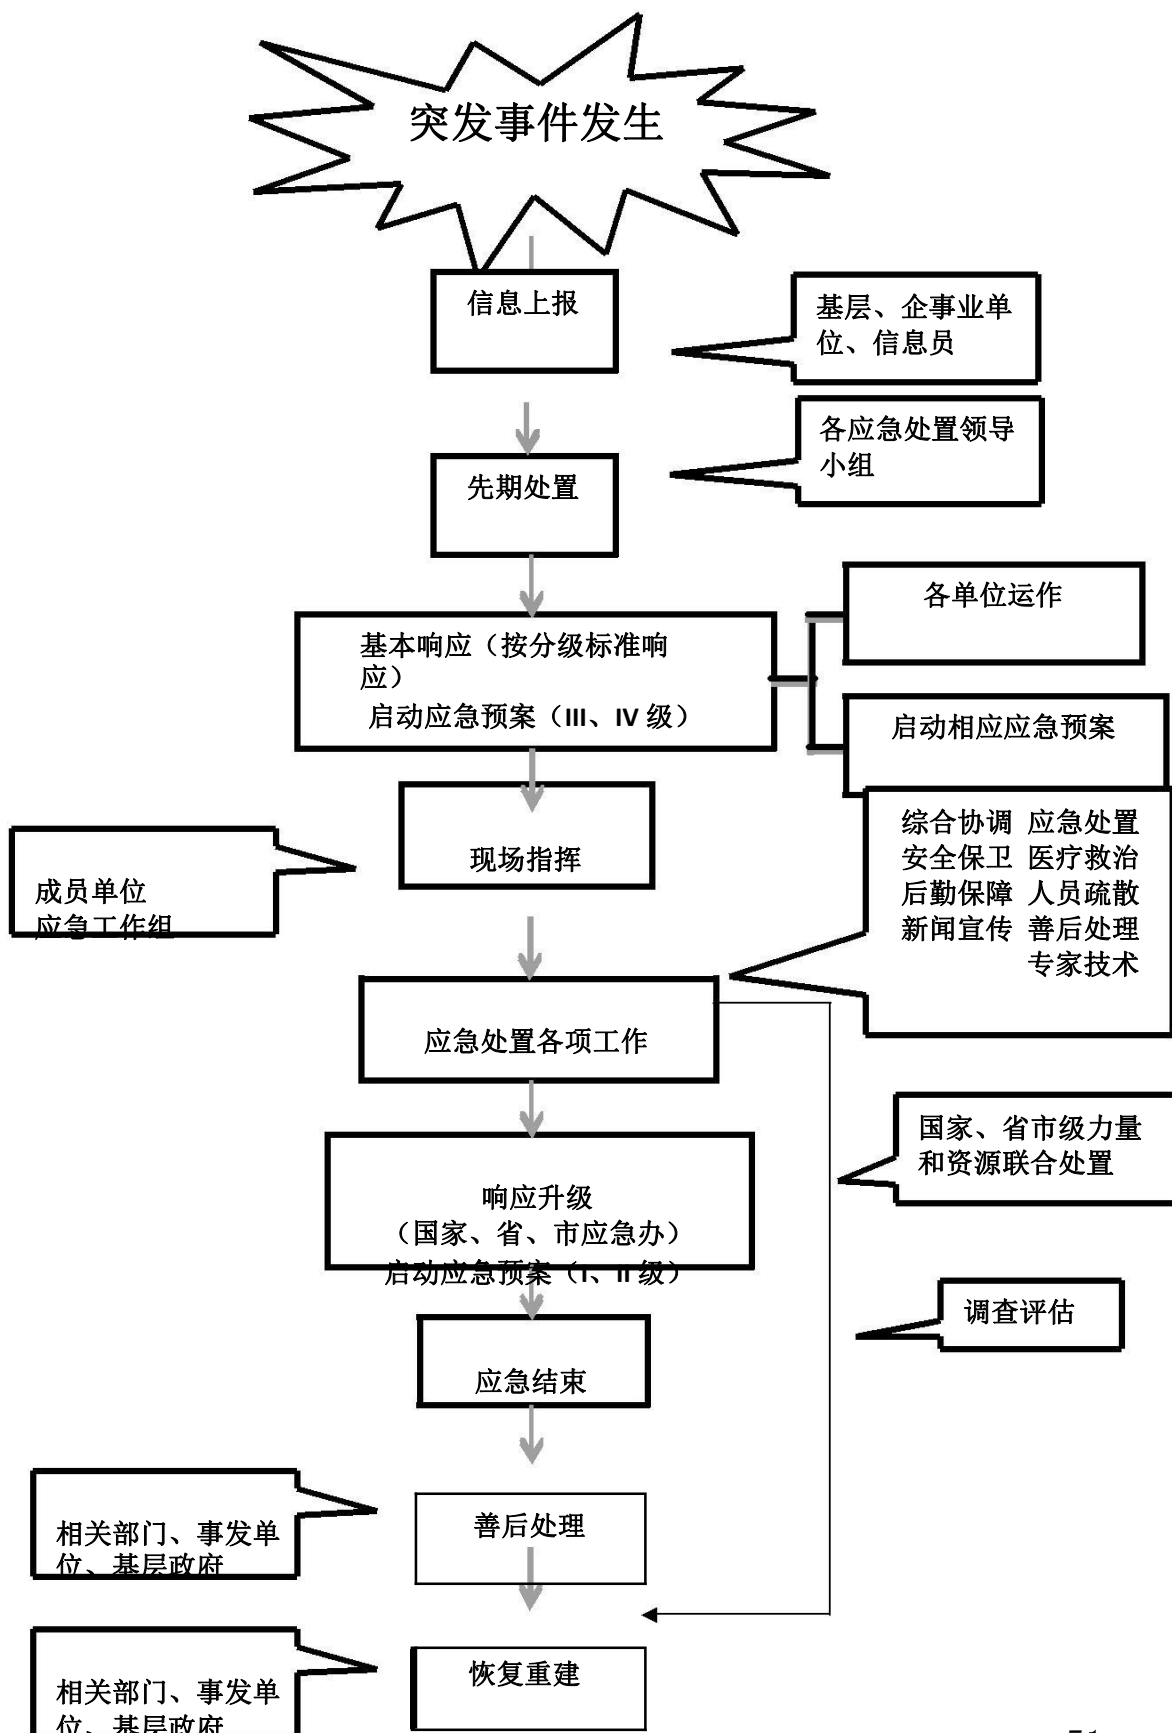 突发事件发生
信息上报
基层、企事业单
位、信息员
各应急处置领导
小组
先期处置
各单位运作
基本响应（按分级标准响
应）
启动应急预案（III、IV 级）
启动相应应急预案
综合协调 应急处置
安全保卫 医疗救治
后勤保障 人员疏散
新闻宣传 善后处理
专家技术
现场指挥
成员单位
应急工作组
应急处置各项工作
国家、省市级力量
和资源联合处置
响应升级
（国家、省、市应急办）
启动应急预案（I、II 级）
调查评估
应急结束
相关部门、事发单
位、基层政府
善后处理
恢复重建
相关部门、事发单
位、基层政府